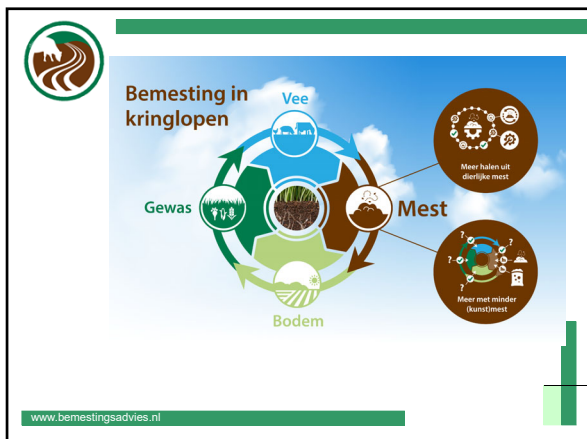 Bemesting in
kringlopen
Vee
Meer halen uit
dierlijke mest
Gewas
Mest
?
?
?
?
?
Meer met minder
(kunst)mest
Bodem
www.bemestingsadvies.nl